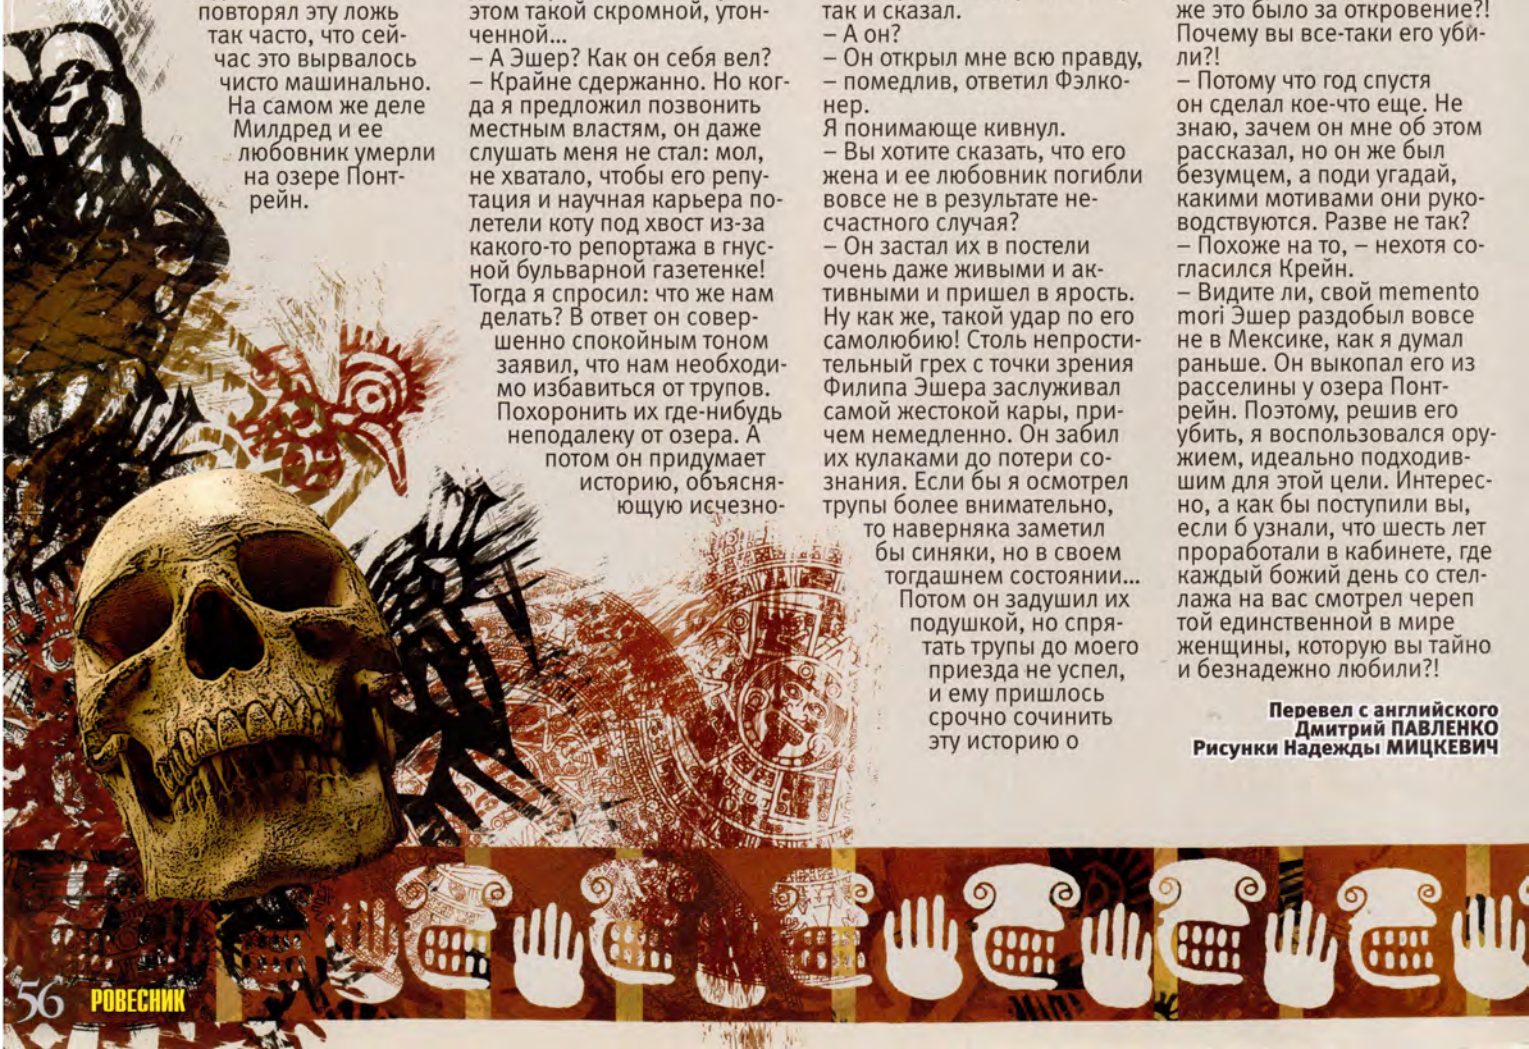 повторял эту ложь
так часто, что сей-
час это вырвалось
чисто машинально.
На самом же деле
Милдред и ее
любовник умерли
на озере Понт-
рейн.
этом такой скромной, утон-
ченной...
– А Эшер? Как он себя вел?
– Крайне сдержанно. Но ког-
да я предложил позвонить
местным властям, он даже
слушать меня не стал: мол,
не хватало, чтобы его репу-
тация и научная карьера по-
летели коту под хвост из-за
какого-то репортажа в гнус-
ной бульварной газетенке!
Тогда я спросил: что же нам
делать? В ответ он совер-
шенно спокойным тоном
заявил, что нам необходи-
мо избавиться от трупов.
Похоронить их где-нибудь
неподалеку от озера. А
потом он придумает
историю, объясня-
ющую исчезно-
так и сказал.
– А он?
– Он открыл мне всю правду,
– помедлив, ответил Фэлко-
нер.
Я понимающе кивнул.
– Вы хотите сказать, что его
жена и ее любовник погибли
вовсе не в результате не-
счастного случая?
– Он застал их в постели
очень даже живыми и ак-
тивными и пришел в ярость.
Ну как же, такой удар по его
самолюбию! Столь непрости-
тельный грех с точки зрения
Филипа Эшера заслуживал
самой жестокой кары, при-
чем немедленно. Он забил
их кулаками до потери со-
знания. Если бы я осмотрел
трупы более внимательно,
то наверняка заметил
бы синяки, но в своем
тогдашнем состоянии...
Потом он задушил их
подушкой, но спря-
тать трупы до моего
приезда не успел,
и ему пришлось
срочно сочинить
эту историю о
же это было за откровение?!
Почему вы все-таки его уби-
ли?!
– Потому что год спустя
он сделал кое-что еще. Не
знаю, зачем он мне об этом
рассказал, но он же был
безумцем, а поди угадай,
какими мотивами они руко-
водствуются. Разве не так?
– Похоже на то, – нехотя со-
гласился Крейн.
– Видите ли, свой memento
mori Эшер раздобыл вовсе
не в Мексике, как я думал
раньше. Он выкопал его из
расселины у озера Понт-
рейн. Поэтому, решив его
убить, я воспользовался ору-
жием, идеально подходив-
шим для этой цели. Интерес-
но, а как бы поступили вы,
если б узнали, что шесть лет
проработали в кабинете, где
каждый божий день со стел-
лажа на вас смотрел череп
той единственной в мире
женщины, которую вы тайно
и безнадежно любили?!
Перевел с английского
Дмитрий ПАВЛЕНКО
Рисунки Надежды МИЦКЕВИЧ
56 РОВЕСНИК